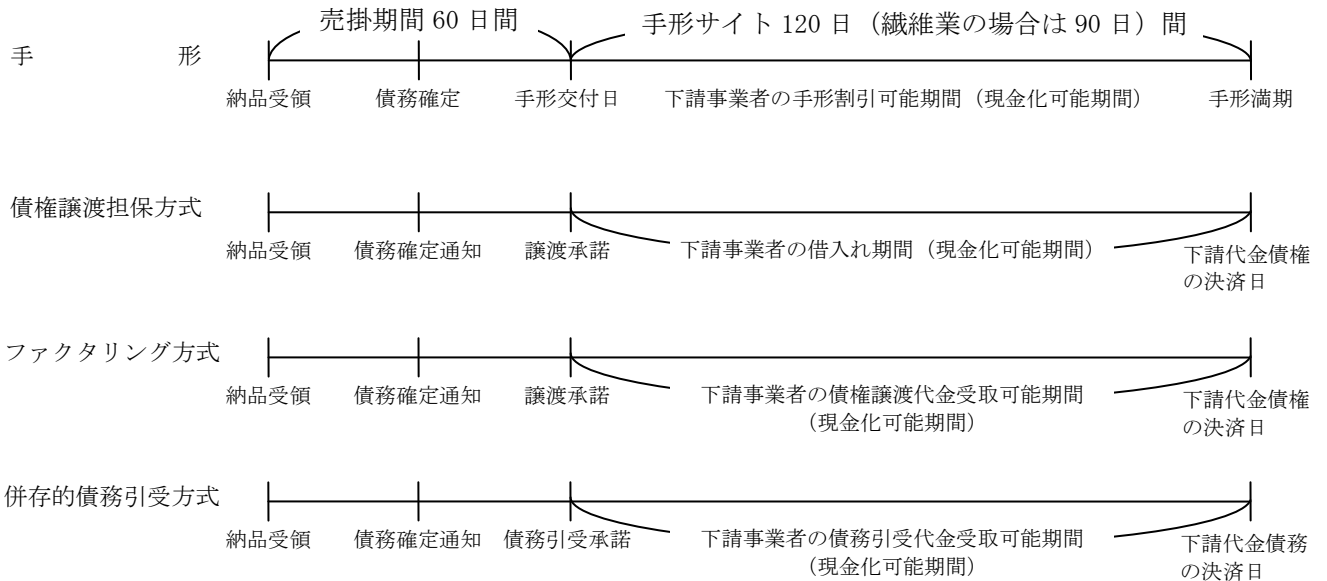 売掛期間 60 日間
手形サイト 120 日（繊維業の場合は 90 日）間
手　形
納品受領　債務確定　手形交付日　下請事業者の手形割引可能期間（現金化可能期間）　手形満期
債権譲渡担保方式
納品受領　債務確定通知　譲渡承諾　下請事業者の借入れ期間（現金化可能期間）　下請代金債権
の決済日
ファクタリング方式
納品受領　債務確定通知　譲渡承諾　下請事業者の債権譲渡代金受取可能期間　下請代金債権
（現金化可能期間）　の決済日
併存的債務引受方式
納品受領　債務確定通知　債務引受承諾　下請事業者の債務引受代金受取可能期間　下請代金債務
（現金化可能期間）　の決済日